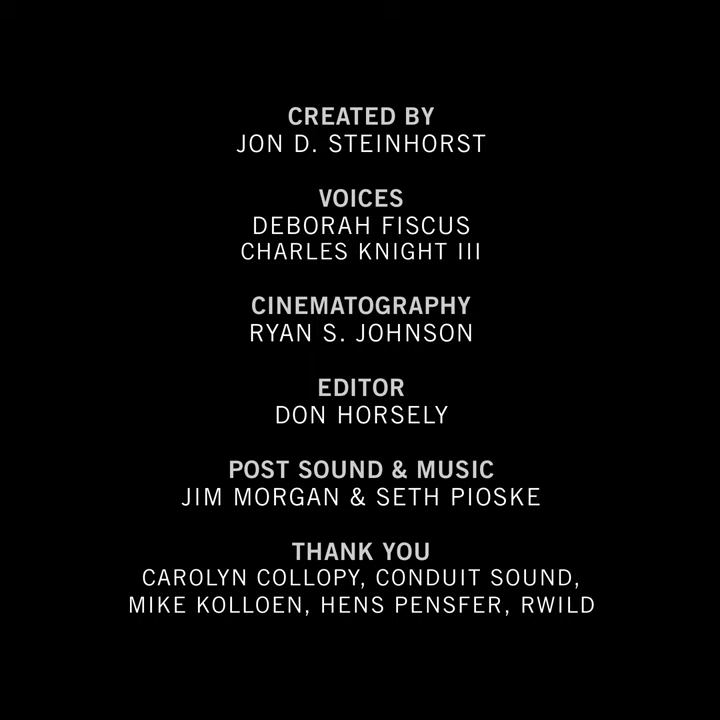 CREATED BY
JON D. STEINHORST
VOICES
DEBORAH FISCUS
CHARLES KNIGHT III
CINEMATOGRAPHY
RYAN S. JOHNSON
EDITOR
DON HORSELY
POST SOUND & MUSIC
JIM MORGAN & SETH PIOSKE
THANK YOU
CAROLYN COLLOPY, CONDUIT SOUND,
MIKE KOLLOEN, HENS PENSFER, RWILD